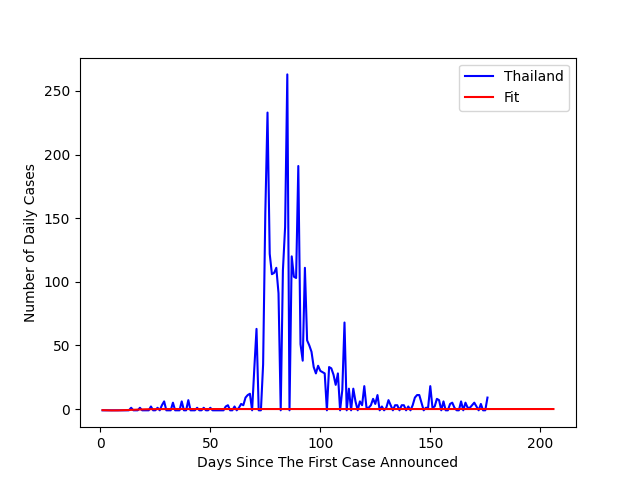 Thailand
Fit
250
200
150
100
50
0
Number of Daily Cases
0 50 100 150 200
Days Since The First Case Announced